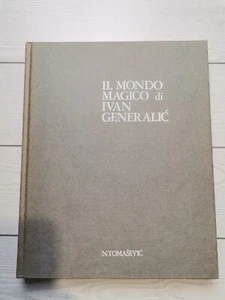 IL MONDO
MAGICO di
IVAN
GENERALIĆ
N.TOMAŠEVIĆ